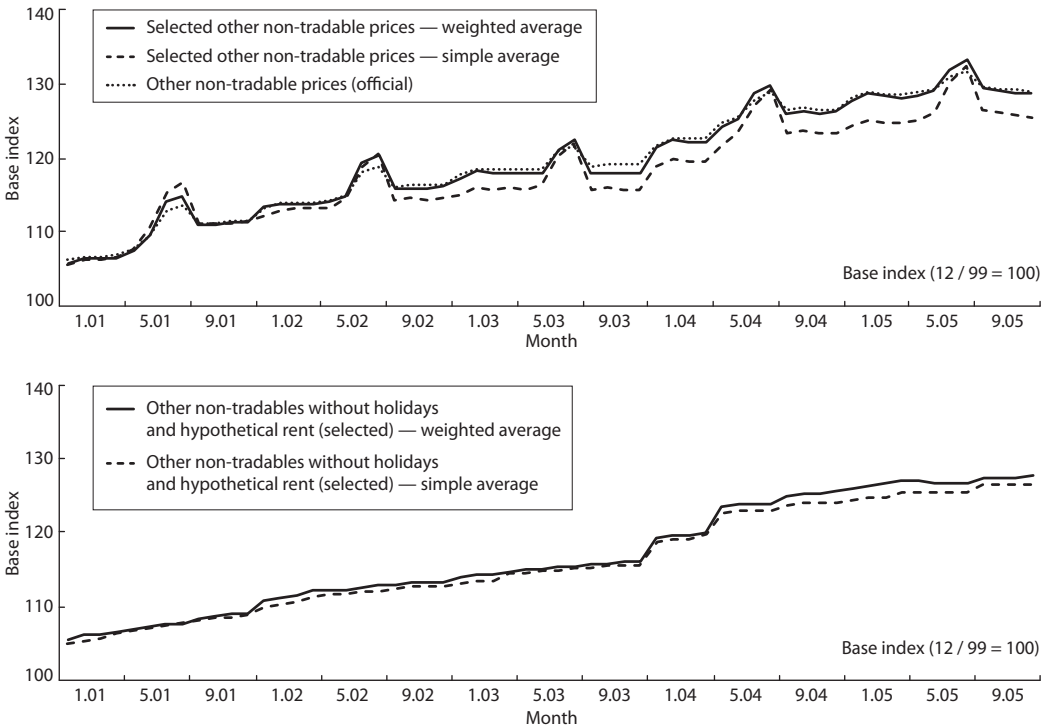 140
130
120
110
100
Base index
Selected other non-tradable prices — weighted average
Selected other non-tradable prices — simple average
Other non-tradable prices (official)
Base index (12 / 99 = 100)
1.01 5.01 9.01 1.02 5.02 9.02 1.03 5.03 9.03 1.04 5.04 9.04 1.05 5.05 9.05
Month
140
130
120
110
100
Base index
Other non-tradables without holidays
and hypothetical rent (selected) — weighted average
Other non-tradables without holidays
and hypothetical rent (selected) — simple average
Base index (12 / 99 = 100)
1.01 5.01 9.01 1.02 5.02 9.02 1.03 5.03 9.03 1.04 5.04 9.04 1.05 5.05 9.05
Month